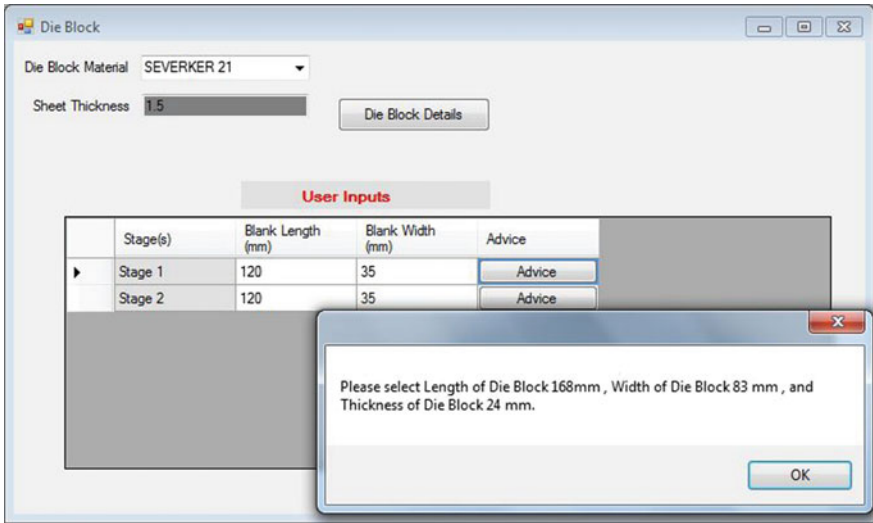 Die Block
Die Block Material SEVERKER 21
Sheet Thickness 1.5
Die Block Details
User Inputs
Stage(s) Blank Length (mm) Blank Width (mm) Advice
Stage 1 120 35 Advice
Stage 2 120 35 Advice
Please select Length of Die Block 168mm , Width of Die Block 83 mm , and
Thickness of Die Block 24 mm.
OK